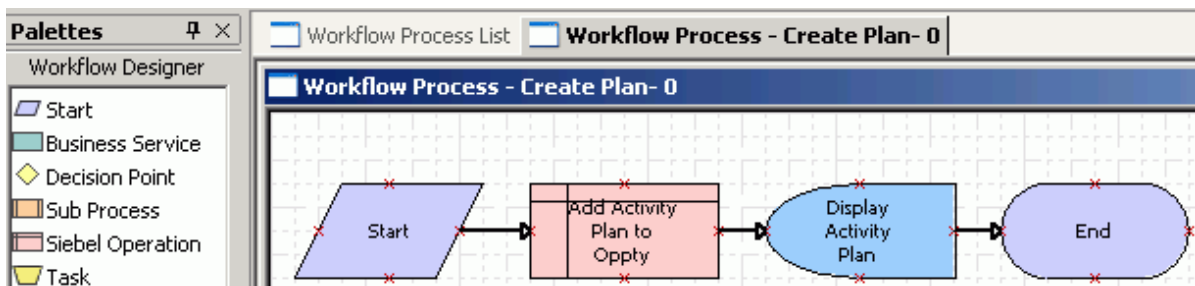 Palettes
Workflow Designer
Start
Business Service
Decision Point
Sub Process
Siebel Operation
Task
Workflow Process List
Workflow Process - Create Plan- 0
Workflow Process - Create Plan- 0
Start
Add Activity
Plan to
Oppty
Display
Activity
Plan
End